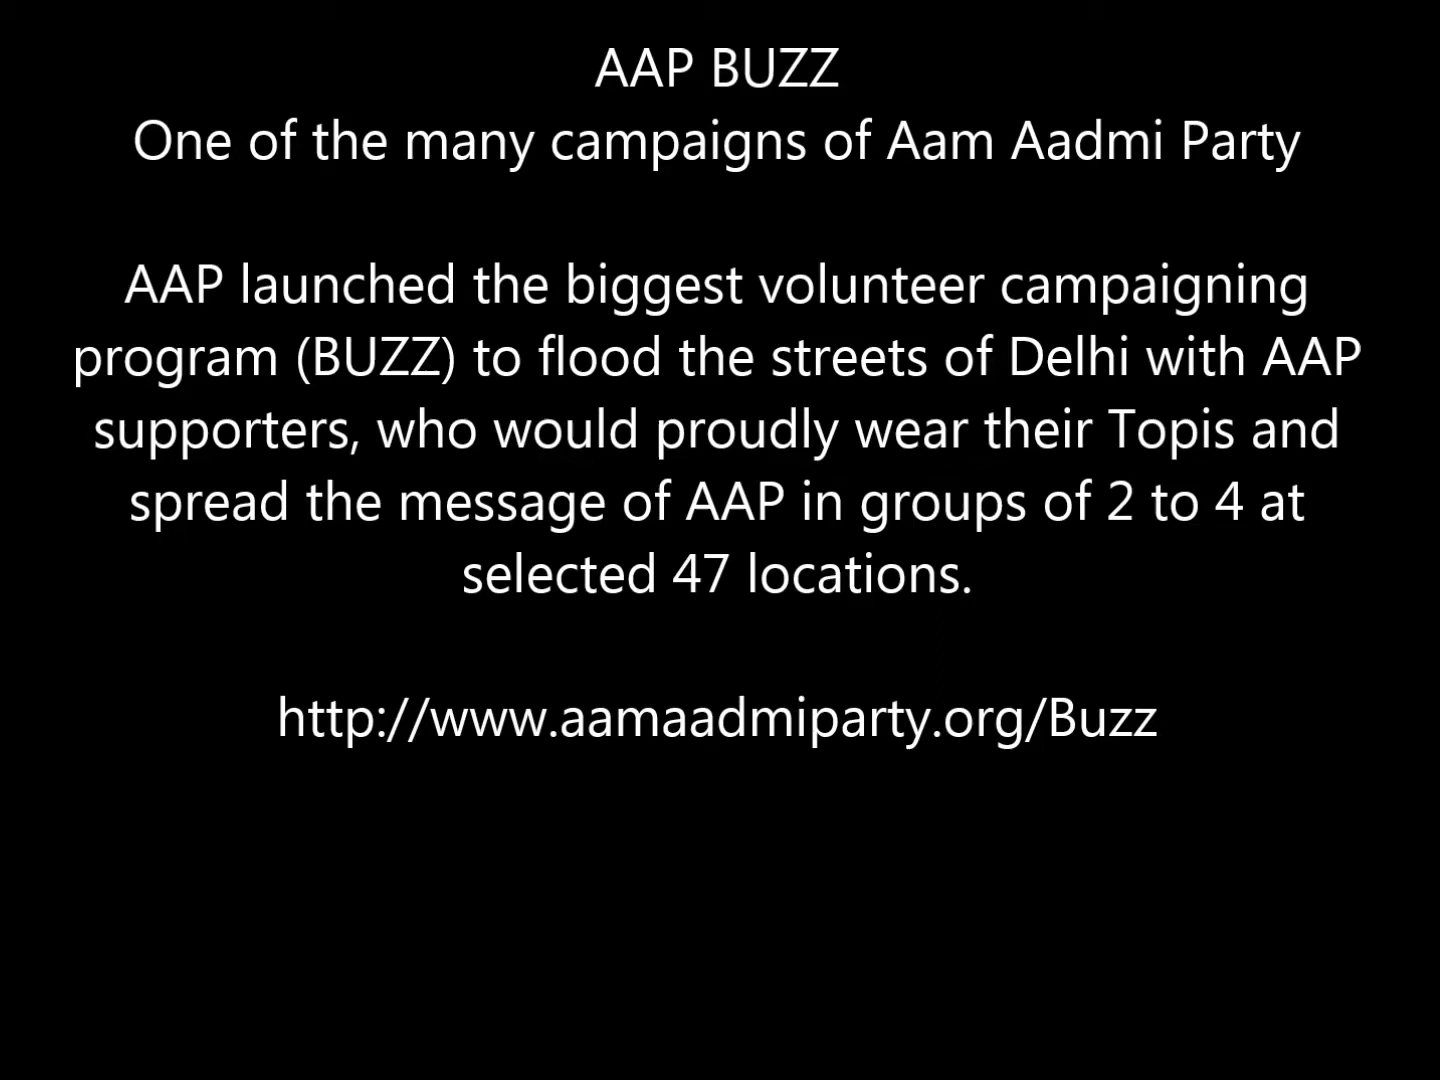 AAP BUZZ
One of the many campaigns of Aam Aadmi Party
AAP launched the biggest volunteer campaigning
program (BUZZ) to flood the streets of Delhi with AAP
supporters, who would proudly wear their Topis and
spread the message of AAP in groups of 2 to 4 at
selected 47 locations.
http://www.aamaadmiparty.org/Buzz